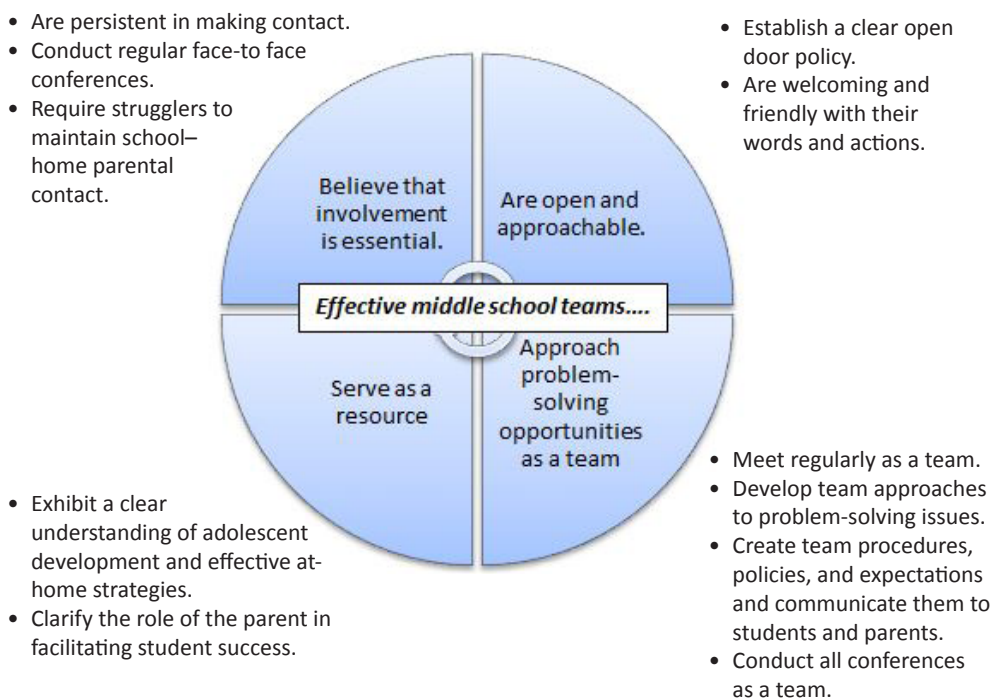 • Are persistent in making contact.
• Conduct regular face-to face
conferences.
• Require strugglers to
maintain school–
home parental
contact.
• Establish a clear open
door policy.
• Are welcoming and
friendly with their
words and actions.
Believe that
involvement
is essential.
Are open and
approachable.
Effective middle school teams....
Serve as a
resource
Approach
problem-
solving
opportunities
as a team
• Exhibit a clear
understanding of adolescent
development and effective at-
home strategies.
• Clarify the role of the parent in
facilitating student success.
• Meet regularly as a team.
• Develop team approaches
to problem-solving issues.
• Create team procedures,
policies, and expectations
and communicate them to
students and parents.
• Conduct all conferences
as a team.